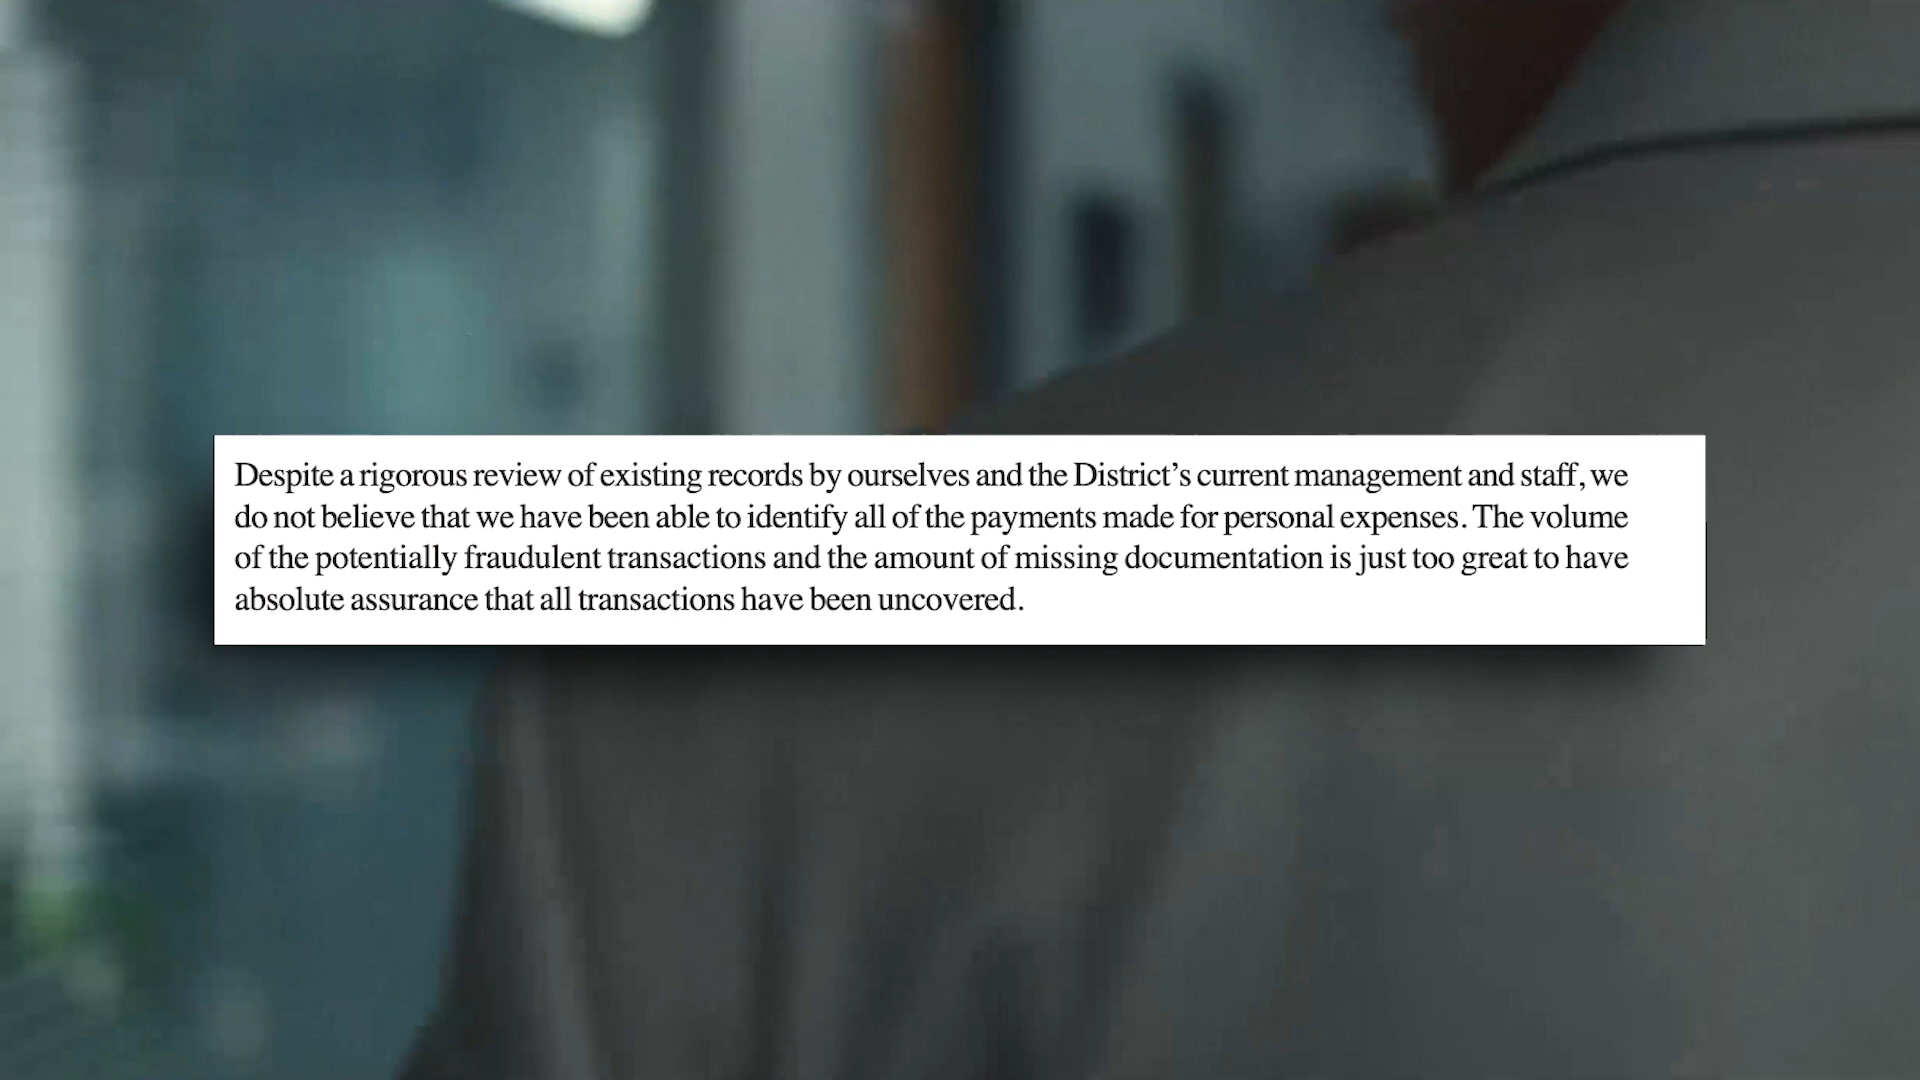 Despite a rigorous review of existing records by ourselves and the District’s current management and staff, we
do not believe that we have been able to identify all of the payments made for personal expenses. The volume
of the potentially fraudulent transactions and the amount of missing documentation is just too great to have
absolute assurance that all transactions have been uncovered.